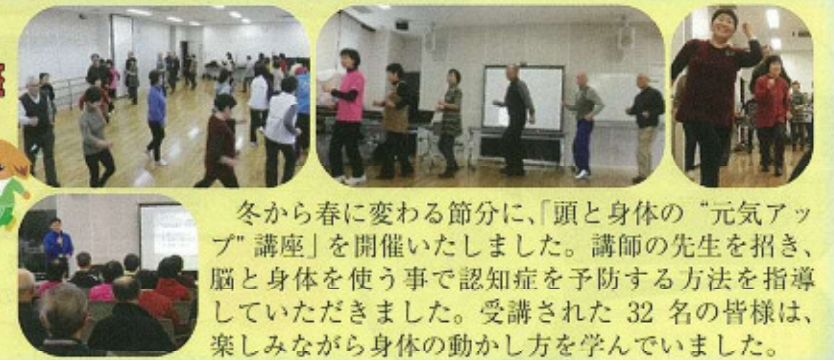 冬から春に変わる節分に、「頭と身体の“元気アッ
プ”講座」を開催いたしました。講師の先生を招き、
脳と身体を使う事で認知症を予防する方法を指導
していただきました。受講された 32 名の皆様は、
楽しみながら身体の動かし方を学んでいました。